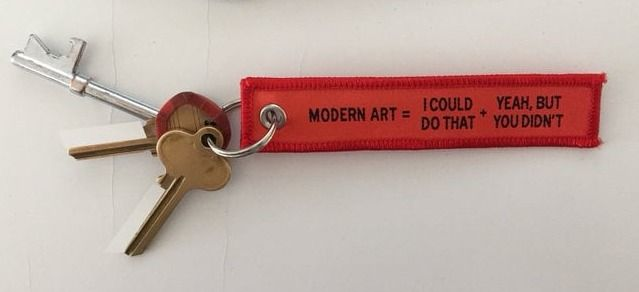 MODERN ART = I COULD DO THAT + YEAH, BUT YOU DIDN'T